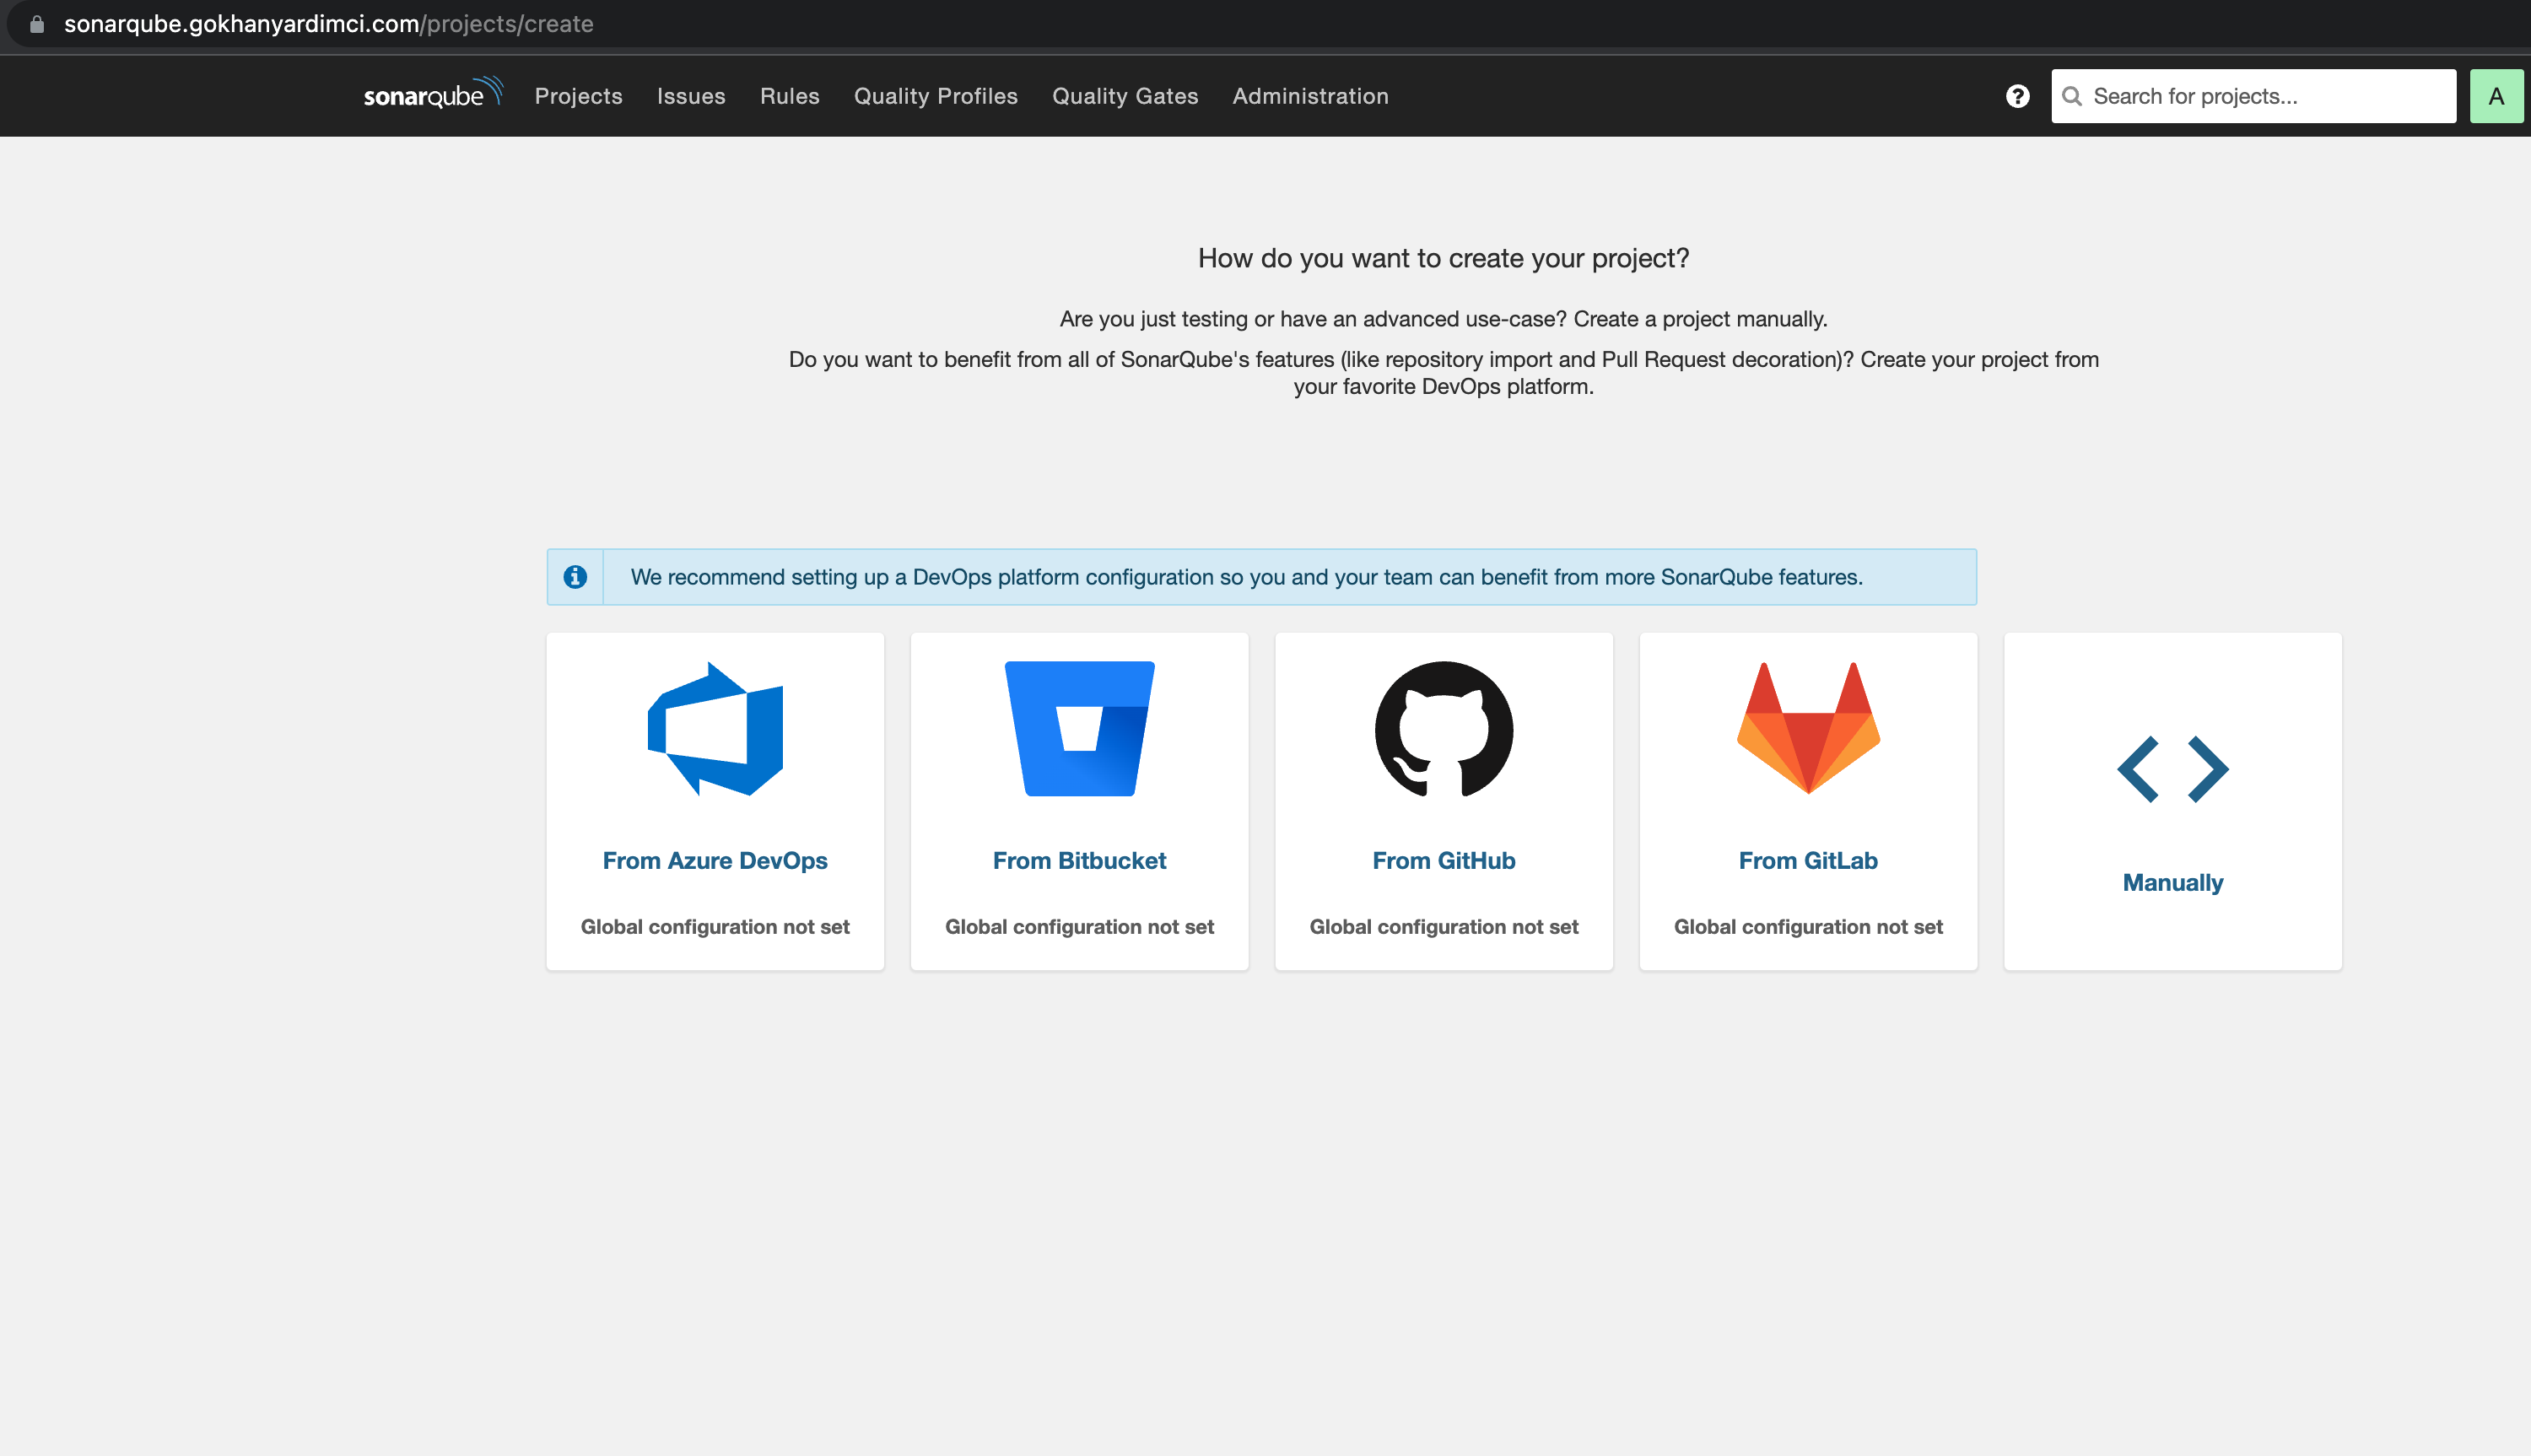 sonarqube.gokhanyardimci.com/projects/create
sonarqube Projects Issues Rules Quality Profiles Quality Gates Administration ? Search for projects... A
How do you want to create your project?
Are you just testing or have an advanced use-case? Create a project manually.
Do you want to benefit from all of SonarQube's features (like repository import and Pull Request decoration)? Create your project from
your favorite DevOps platform.
We recommend setting up a DevOps platform configuration so you and your team can benefit from more SonarQube features.
From Azure DevOps
Global configuration not set
From Bitbucket
Global configuration not set
From GitHub
Global configuration not set
From GitLab
Global configuration not set
Manually